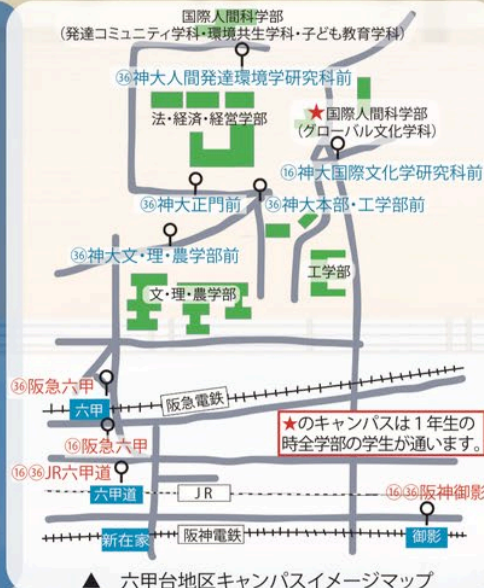 国際人間科学部
(発達コミュニティ学科・環境共生学科・子ども教育学科)
㊱神大人間発達環境学研究科前
法・経済・経営学部
★国際人間科学部
(グローバル文化学科)
⑯神大国際文化学研究科前
㊱神大正門前
㊱神大本部・工学部前
㊱神大文・理・農学部前
工学部
文・理・農学部
㊱阪急六甲
六甲
阪急電鉄
⑯阪急六甲
★のキャンパスは1年生の
時全学部の学生が通います。
⑯㊱JR六甲道
六甲道
JR
⑯㊱阪神御影
新在家
阪神電鉄
御影
▲ 六甲台地区キャンパスイメージマップ